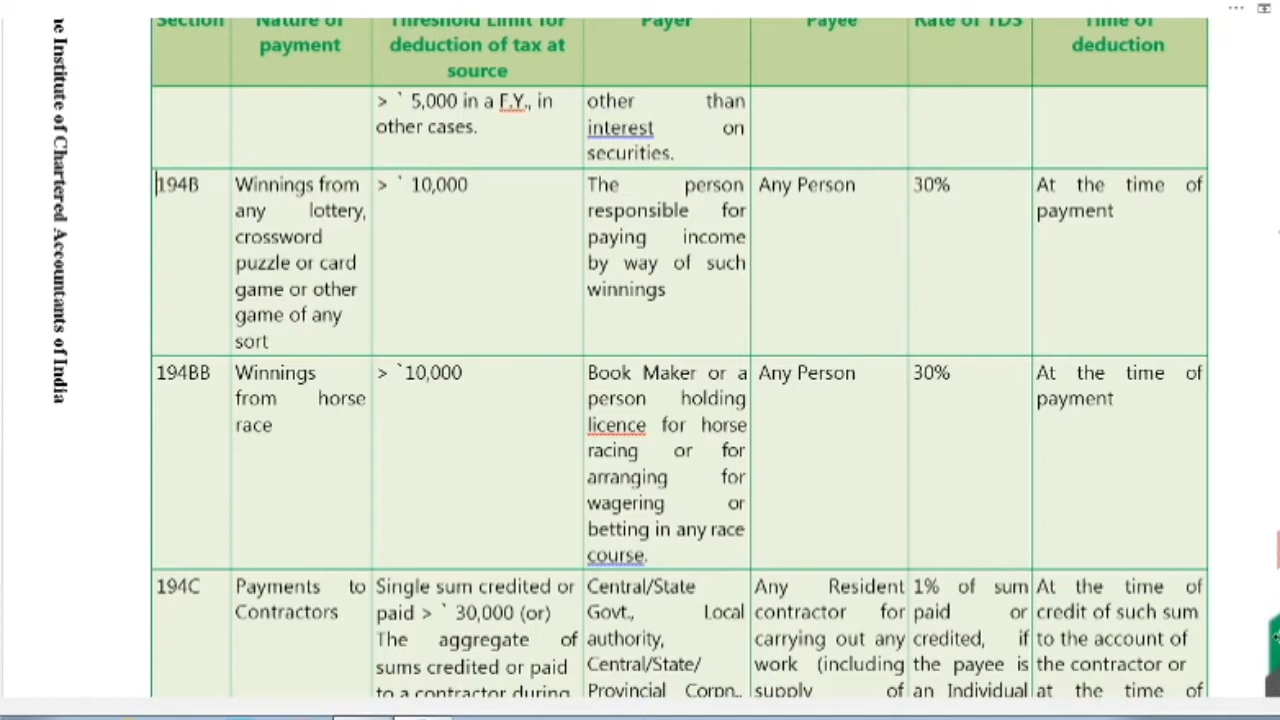 he Institute of Chartered Accountants of India
Section
Nature of
payment
Threshold Limit for
deduction of tax at
source
Payer
Payee
Rate of TDS
Time of
deduction
> ` 5,000 in a F.Y., in
other cases.
other than
interest on
securities.
194B
Winnings from
any lottery,
crossword
puzzle or card
game or other
game of any
sort
> ` 10,000
The person
responsible for
paying income
by way of such
winnings
Any Person
30%
At the time of
payment
194BB
Winnings
from horse
race
> `10,000
Book Maker or a
person holding
licence for horse
racing or for
arranging for
wagering or
betting in any race
course.
Any Person
30%
At the time of
payment
194C
Payments to
Contractors
Single sum credited or
paid > ` 30,000 (or)
The aggregate of
sums credited or paid
to a contractor during
Central/State
Govt., Local
authority,
Central/State/
Provincial Corpn.,
Any Resident
contractor for
carrying out any
work (including
supply of
1% of sum
paid or
credited, if
the payee is
an Individual
At the time of
credit of such sum
to the account of
the contractor or
at the time of